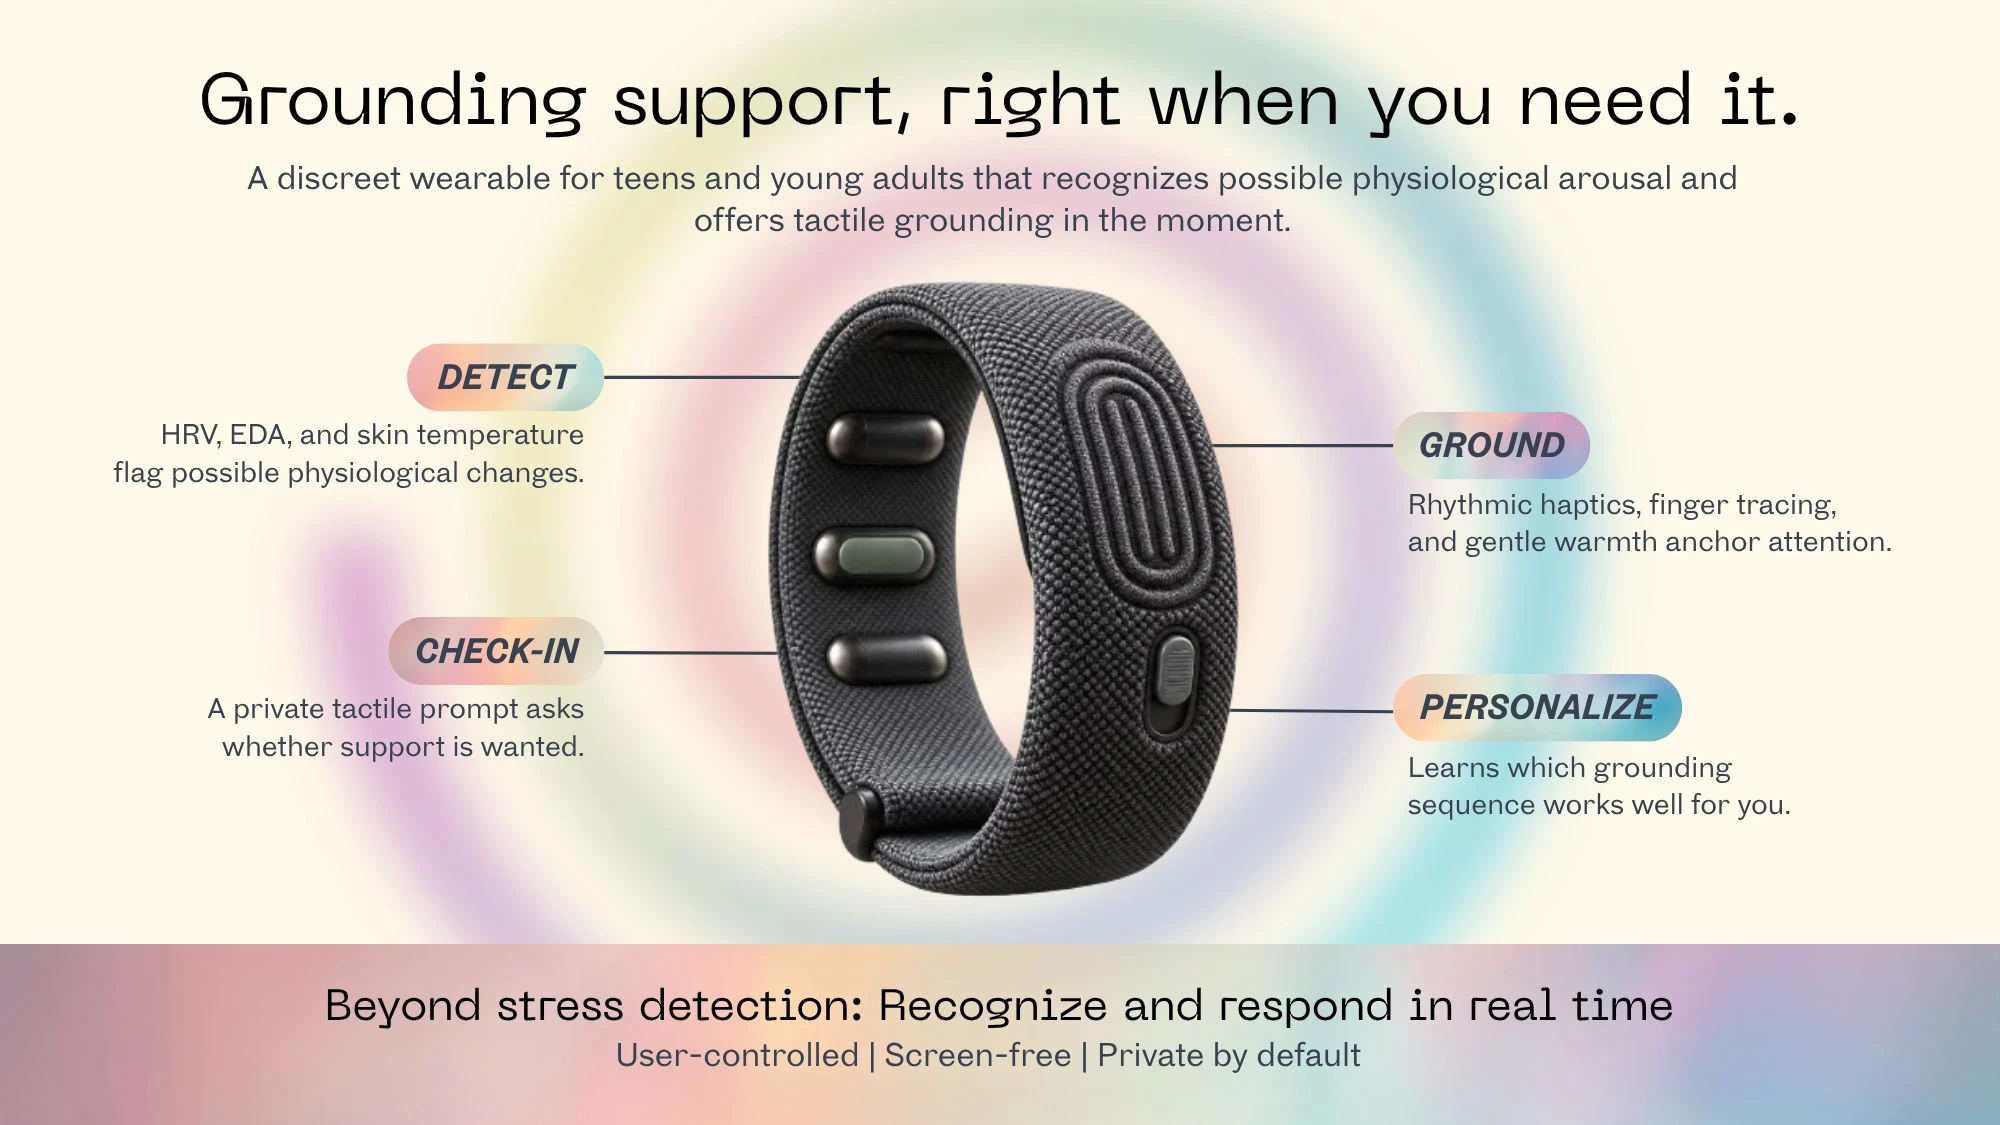 Grounding support, right when you need it.
A discreet wearable for teens and young adults that recognizes possible physiological arousal and
offers tactile grounding in the moment.
DETECT
HRV, EDA, and skin temperature
flag possible physiological changes.
CHECK-IN
A private tactile prompt asks
whether support is wanted.
GROUND
Rhythmic haptics, finger tracing,
and gentle warmth anchor attention.
PERSONALIZE
Learns which grounding
sequence works well for you.
Beyond stress detection: Recognize and respond in real time
User-controlled | Screen-free | Private by default